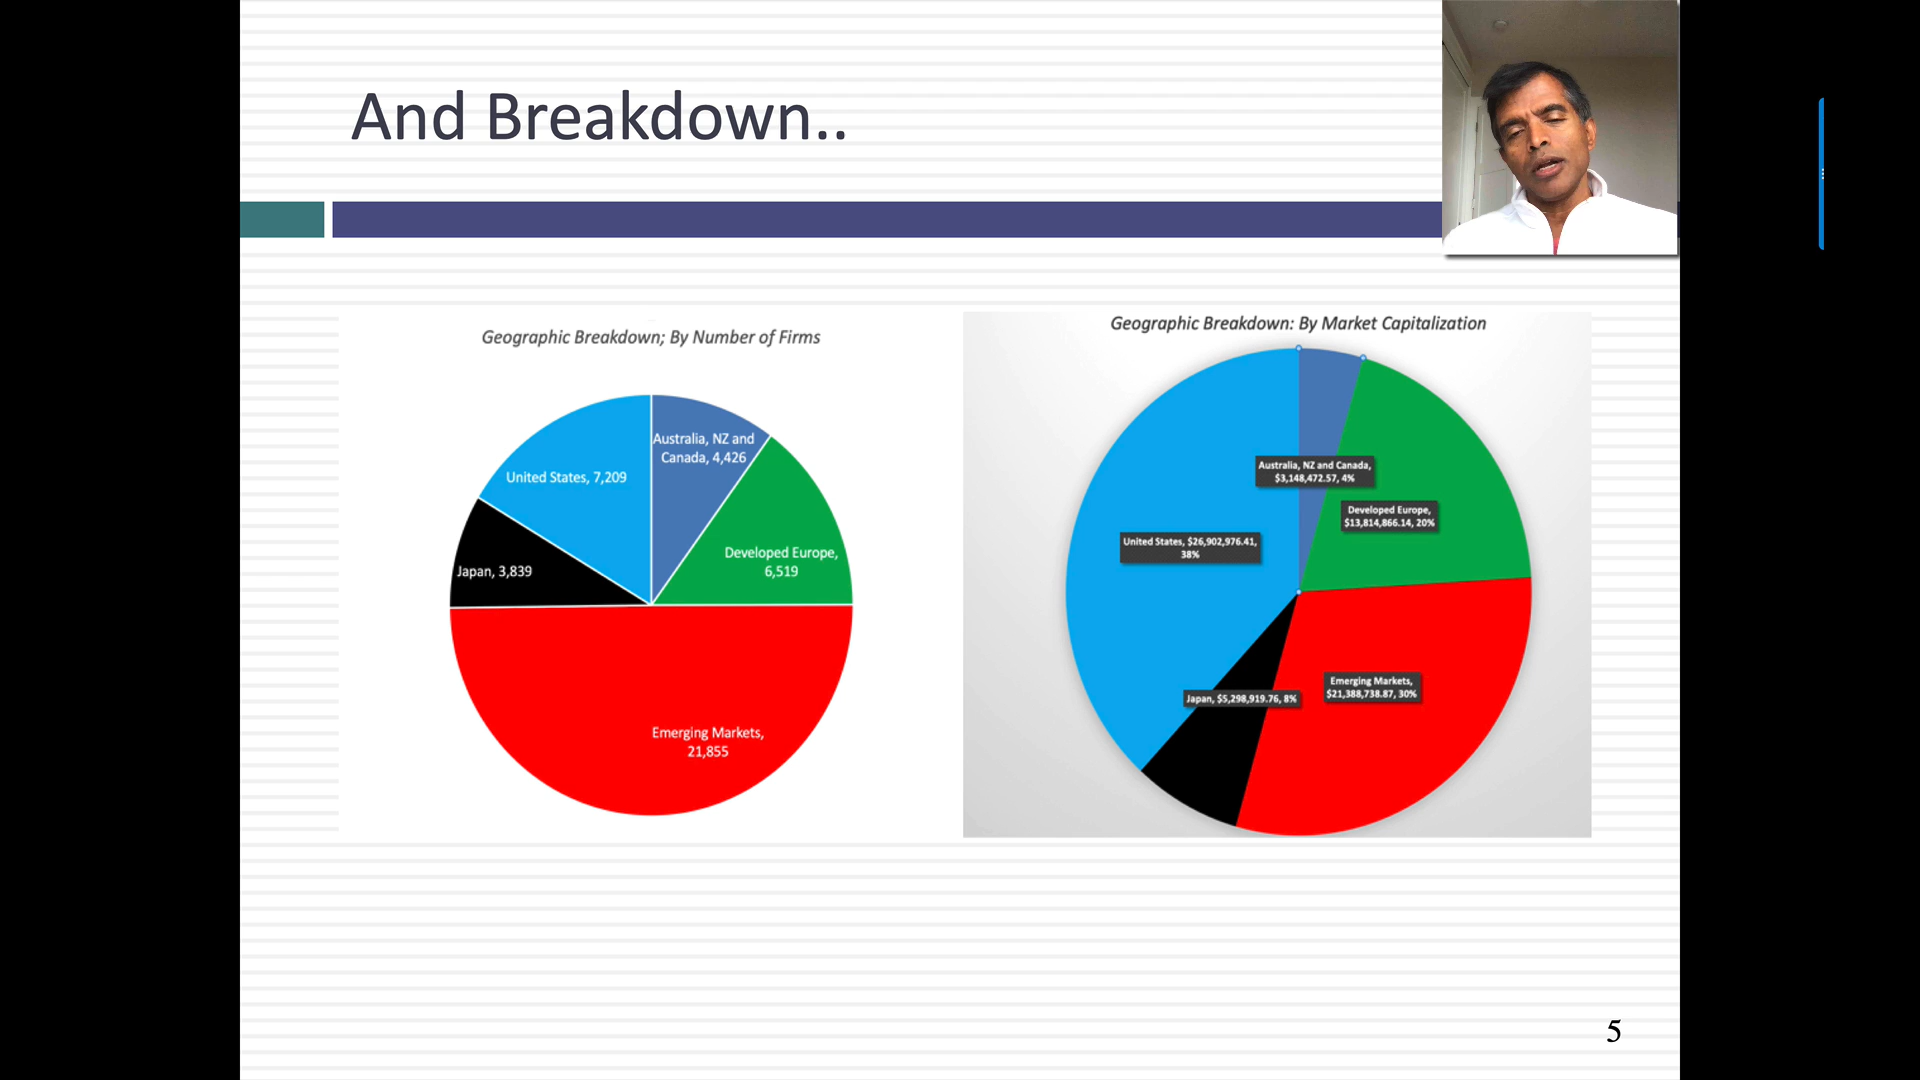 And Breakdown..
Geographic Breakdown; By Number of Firms
Australia, NZ and
Canada, 4,426
United States, 7,209
Developed Europe,
6,519
Japan, 3,839
Emerging Markets,
21,855
Geographic Breakdown: By Market Capitalization
Australia, NZ and Canada,
$3,148,472.57, 4%
Developed Europe,
$13,814,866.14, 20%
United States, $26,902,976.41,
38%
Emerging Markets,
$21,388,738.87, 30%
Japan, $5,298,919.76, 8%
5